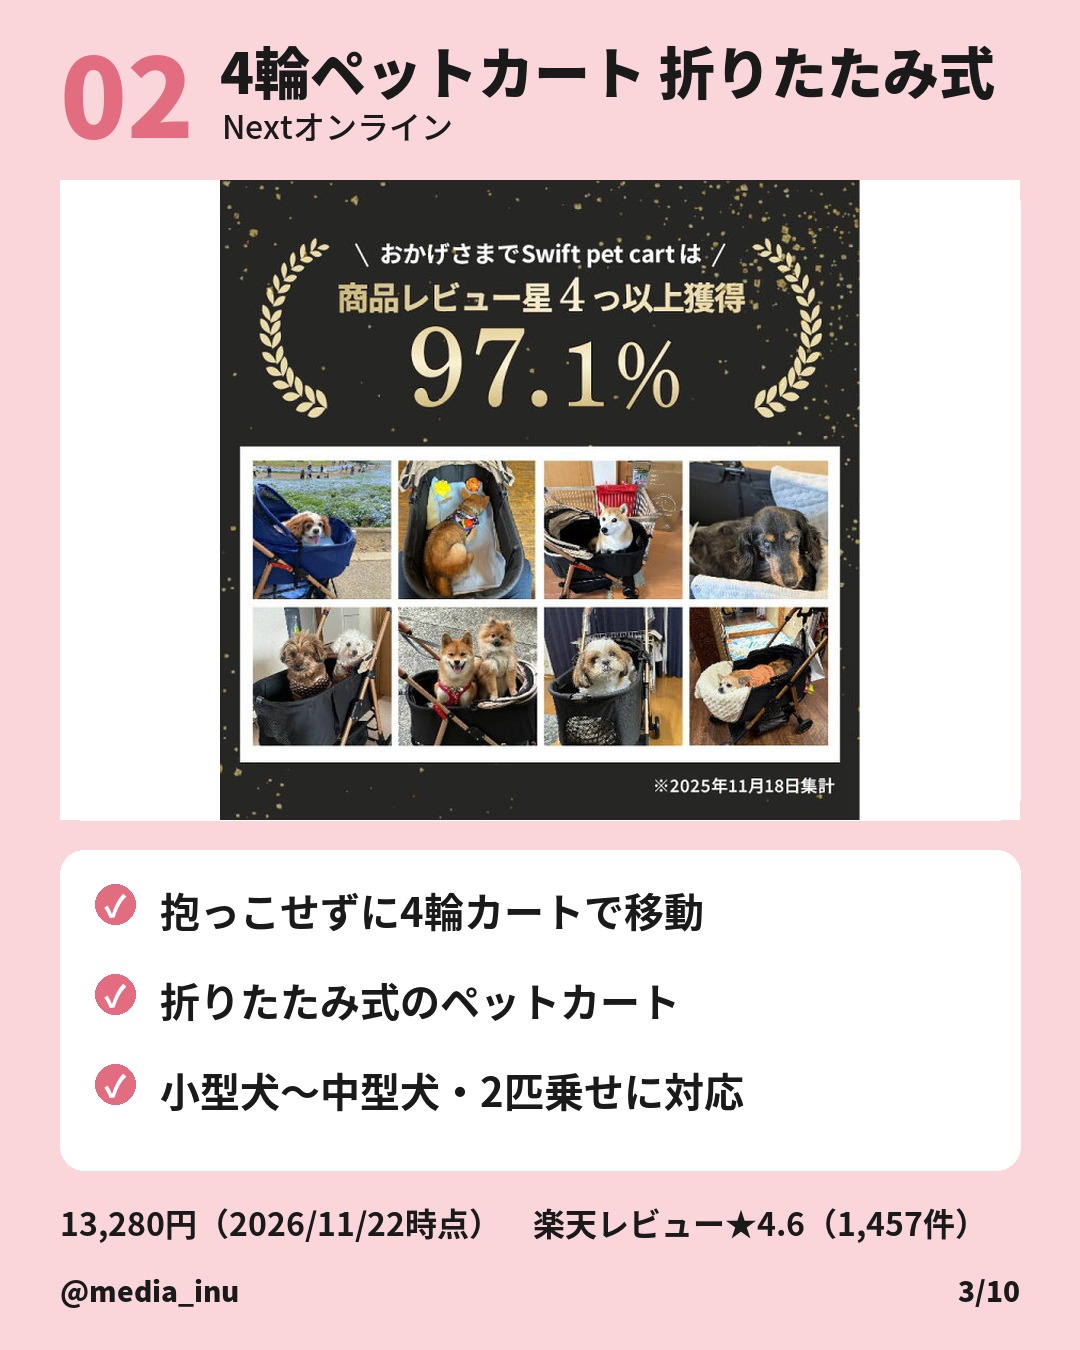 02
4輪ペットカート 折りたたみ式
Nextオンライン
\ おかげさまでSwift pet cartは /
商品レビュー星4つ以上獲得
97.1%
※2025年11月18日集計
抱っこせずに4輪カートで移動
折りたたみ式のペットカート
小型犬～中型犬・2匹乗せに対応
13,280円（2026/11/22時点） 楽天レビュー★4.6（1,457件）
@media_inu
3/10